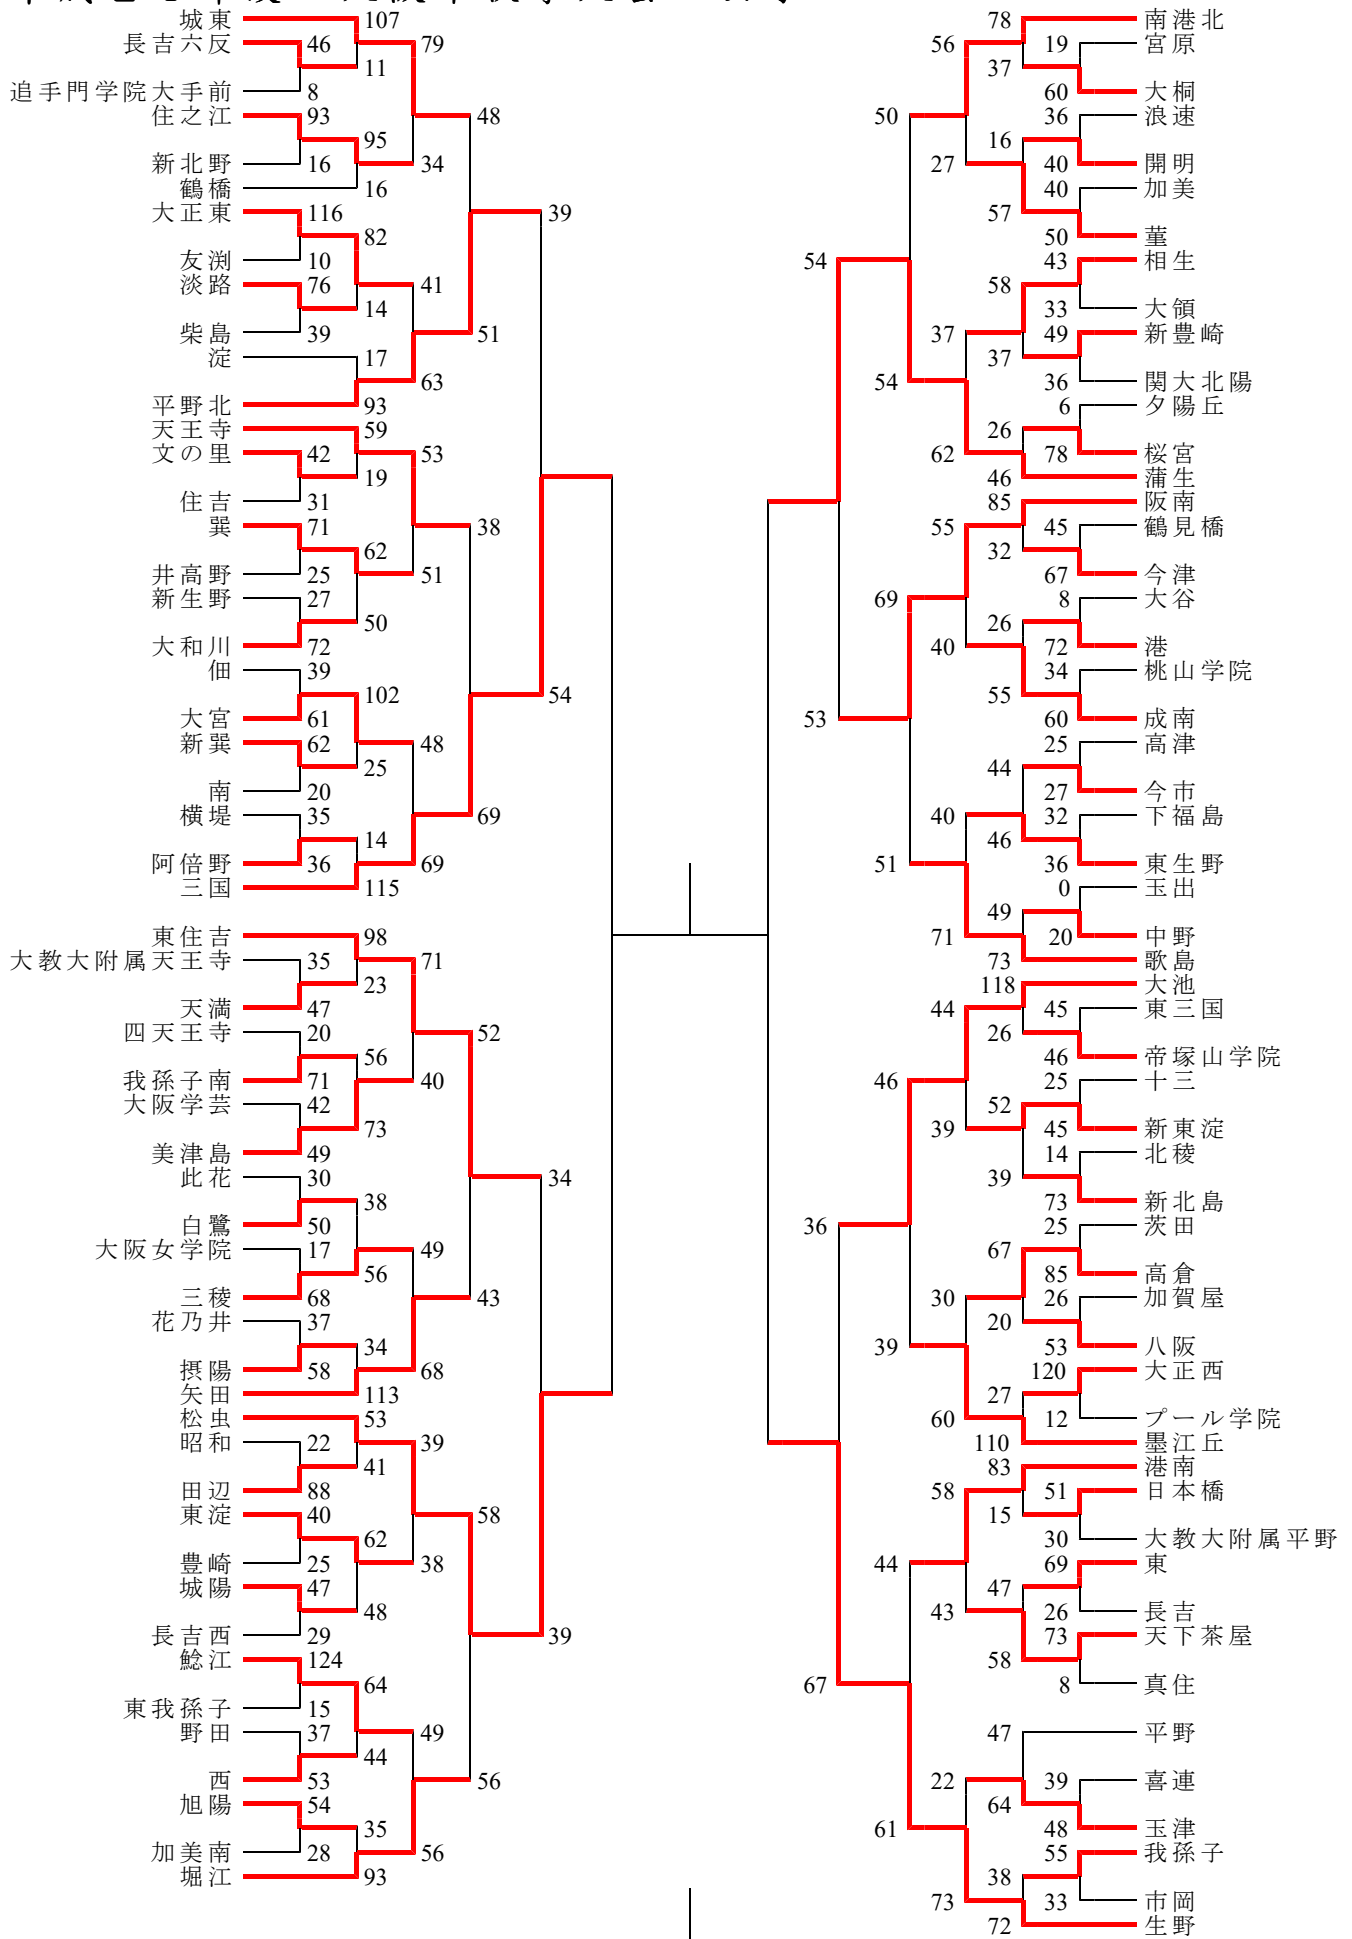 城東 107 78 南港北
79 56
長吉六反 46 19 宮原
11 37
追手門学院大手前 8 60 大桐
住之江 93 48 50 36 浪速
95 16
新北野 16 34 27 40 開明
鶴橋 16 40 加美
大正東 116 39 57
82 50 菫
友渕 10 54 43 相生
淡路 76 41 58
14 33 大領
柴島 39 51 37 49 新豊崎
淀 17 37
63 54 36 関大北陽
平野北 93 6 夕陽丘
天王寺 59 26
文の里 42 53 62 78 桜宮
19 46 蒲生
住吉 31 85 阪南
巽 71 38 55 45 鶴見橋
62 32
井高野 25 51 67 今津
新生野 27 69 8 大谷
50 26
大和川 72 40 72 港
佃 39 34 桃山学院
102 54 55
大宮 61 53 60 成南
新巽 62 48 25 高津
25 44
南 20 27 今市
横堤 35 69 40 32 下福島
14 46
阿倍野 36 69 51 36 東生野
三国 115 0 玉出
49
東住吉 98 71 20 中野
大教大附属天王寺 35 71 73 歌島
23 118 大池
天満 47 44 45 東三国
四天王寺 20 52 26
56 46 帝塚山学院
我孫子南 71 40 46 25 十三
大阪学芸 42 52
73 39 45 新東淀
美津島 49 14 北稜
此花 30 34 39
38 73 新北島
白鷺 50 36 25 茨田
大阪女学院 17 49 67
56 85 高倉
三稜 68 43 30 26 加賀屋
花乃井 37 20
34 39 53 八阪
摂陽 58 68 120 大正西
矢田 113 27
松虫 53 60 12 プール学院
昭和 22 39 110 墨江丘
41 83 港南
田辺 88 58 51 日本橋
東淀 40 58 15
62 30 大教大附属平野
豊崎 25 38 44 69 東
城陽 47 47
48 43 26 長吉
長吉西 29 39 73 天下茶屋
鯰江 124 58
64 67 8 真住
東我孫子 15
野田 37 49 47 平野
44
西 53 56 22 39 喜連
旭陽 54 64
35 61 48 玉津
加美南 28 56 55 我孫子
堀江 93 38
73 33 市岡
72 生野